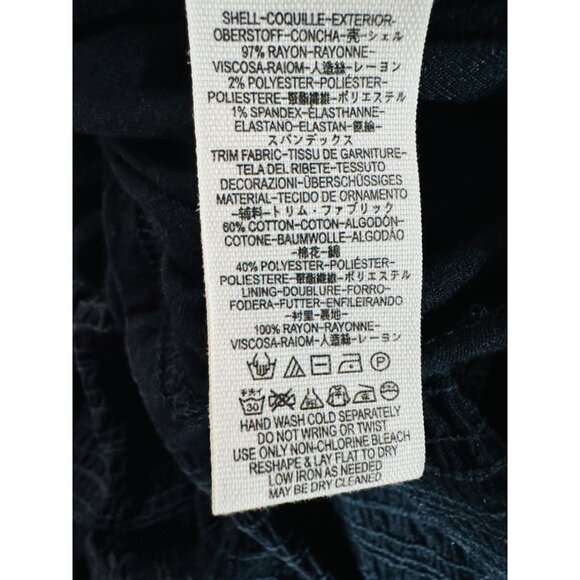 SHELL-COQUILLE-EXTERIOR-
OBERSTOFF-CONCHA-売-シェル
97% RAYON-RAYONNE-
VISCOSA-RAIOM-人造絲-レーヨン
2% POLYESTER-POLIÉSTER-
POLIESTERE-聚酯纖維-ポリエステル
1% SPANDEX-ÉLASTHANNE-
ELASTANO-ELASTAN-氨綸-
スパンデックス
TRIM FABRIC-TISSU DE GARNITURE-
TELA DEL RIBETE-TESSUTO
DECORAZIONI-ÜBERSCHÜSSIGES
MATERIAL-TECIDO DE ORNAMENTO
-辅料-トリム・ファブリック
60% COTTON-COTON-ALGODÓN-
COTONE-BAUMWOLLE-ALGODÃO
-棉花-綿
40% POLYESTER-POLIÉSTER-
POLIESTERE-聚酯纖維-ポリエステル
LINING-DOUBLURE-FORRO-
FODERA-FUTTER-ENFILEIRANDO
-衬里-裏地-
100% RAYON-RAYONNE-
VISCOSA-RAIOM-人造絲-レーヨン
P
30
HAND WASH COLD SEPARATELY
DO NOT WRING OR TWIST
USE ONLY NON-CHLORINE BLEACH
RESHAPE & LAY FLAT TO DRY
LOW IRON AS NEEDED
MAY BE DRY CLEANED